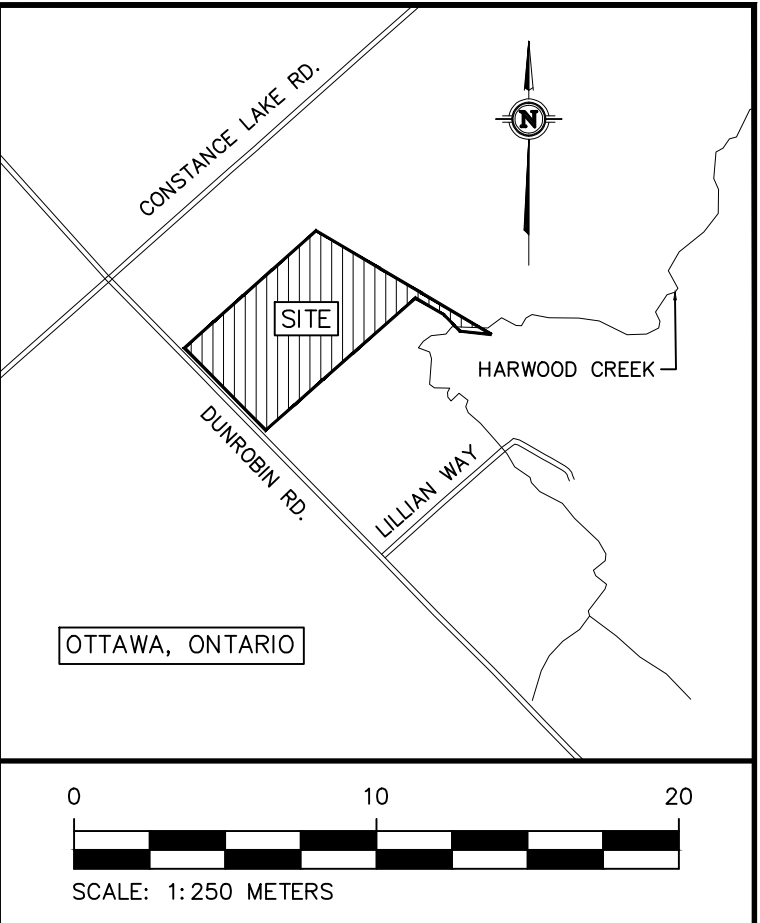 CONSTANCE LAKE RD.
N
SITE
HARWOOD CREEK
DUNROBIN RD.
LILLIAN WAY
OTTAWA, ONTARIO
0 10 20
SCALE: 1:250 METERS